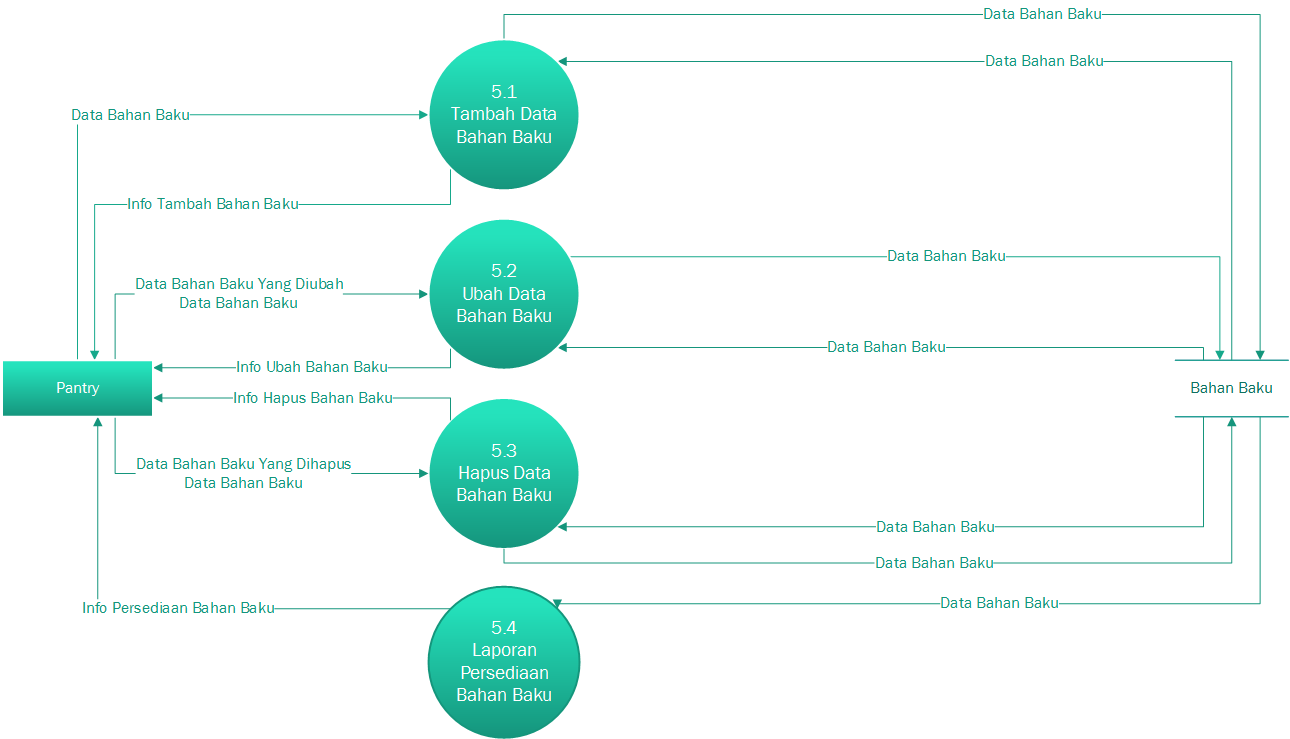 Data Bahan Baku
Data Bahan Baku
5.1
Tambah Data
Bahan Baku
Data Bahan Baku
Info Tambah Bahan Baku
5.2
Ubah Data
Bahan Baku
Data Bahan Baku
Data Bahan Baku Yang Diubah
Data Bahan Baku
Data Bahan Baku
Info Ubah Bahan Baku
Pantry
Bahan Baku
Info Hapus Bahan Baku
5.3
Hapus Data
Bahan Baku
Data Bahan Baku Yang Dihapus
Data Bahan Baku
Data Bahan Baku
Data Bahan Baku
Data Bahan Baku
Info Persediaan Bahan Baku
5.4
Laporan
Persediaan
Bahan Baku